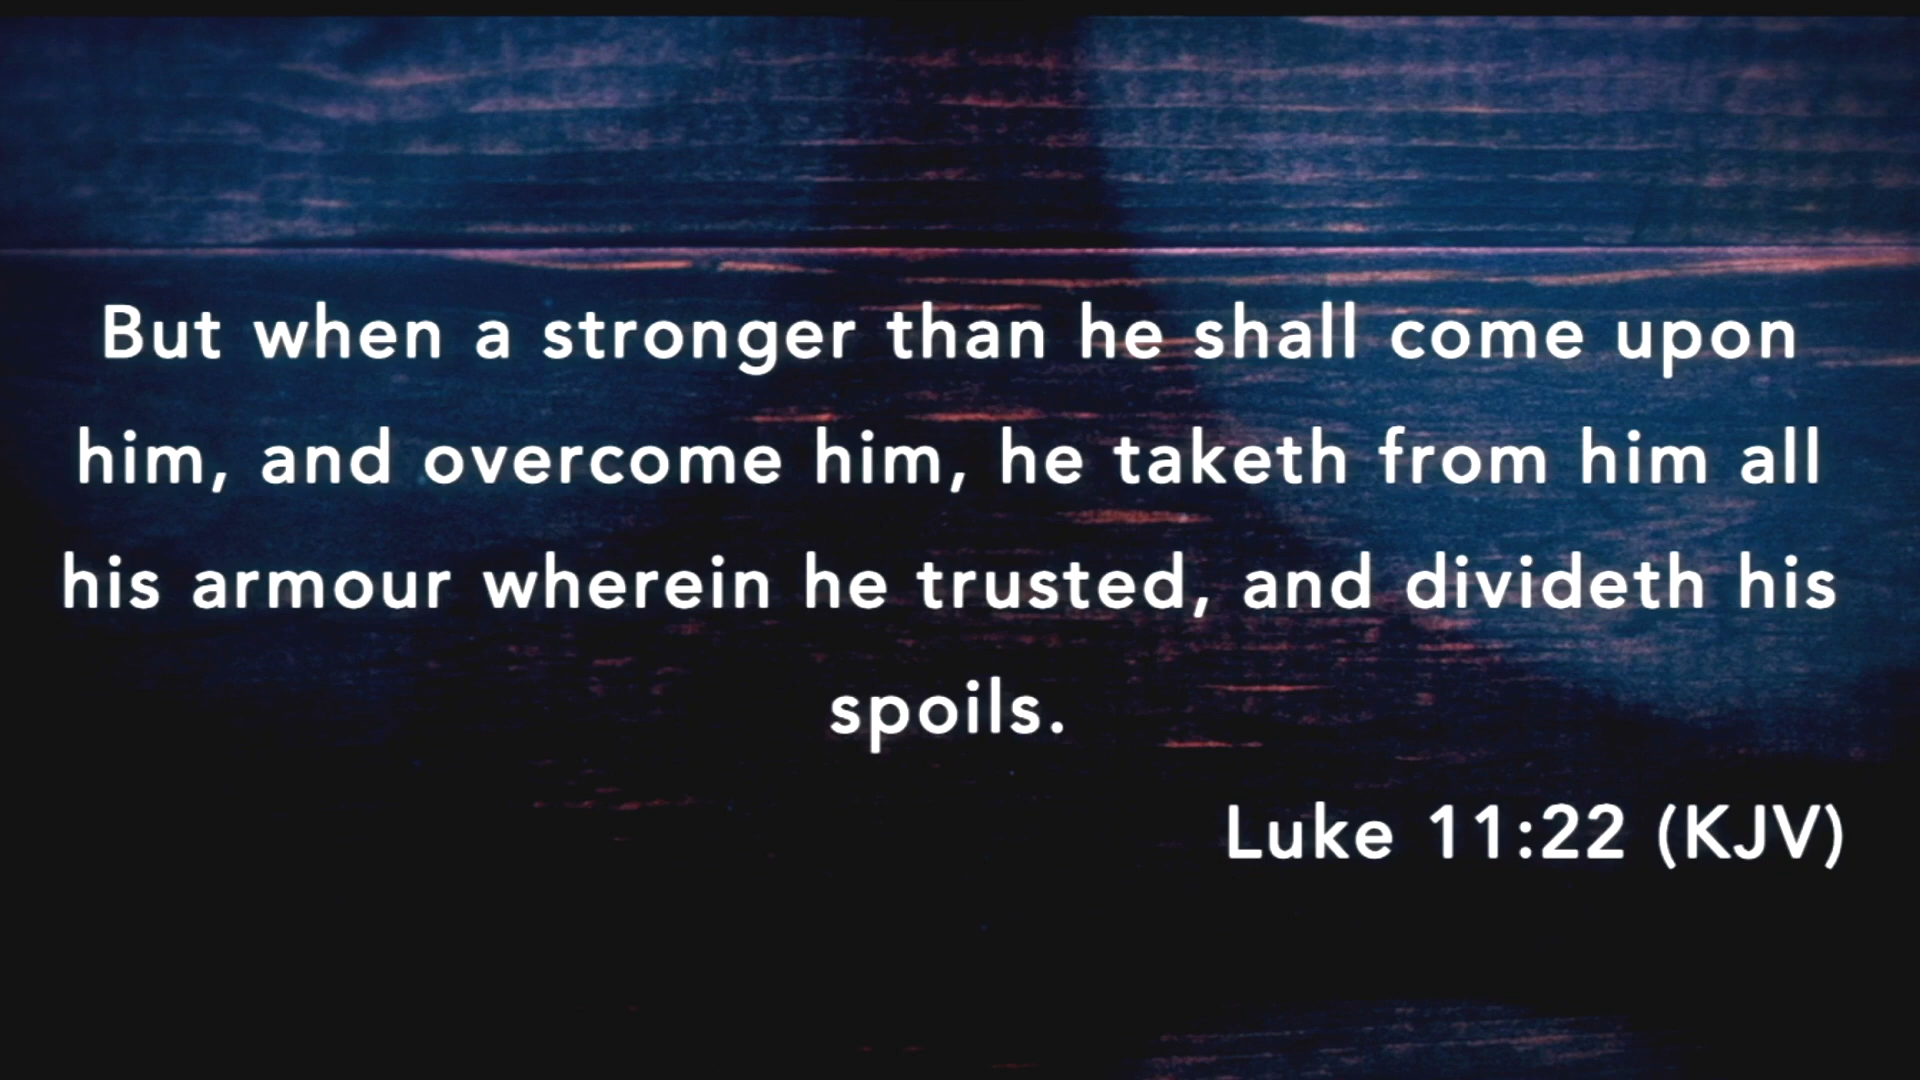 But when a stronger than he shall come upon
him, and overcome him, he taketh from him all
his armour wherein he trusted, and divideth his
spoils.
Luke 11:22 (KJV)